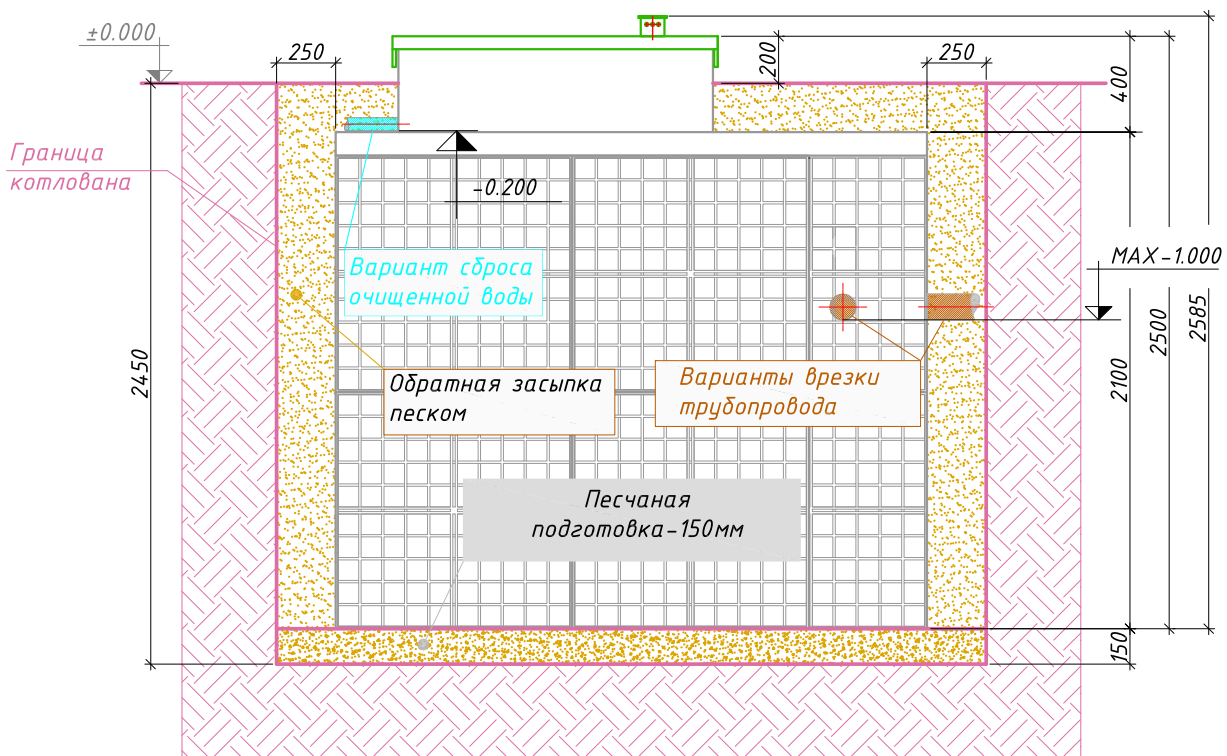 ±0.000
250
200
250
400
2585
Граница
котлована
-0.200
MAX-1.000
Вариант сброса
очищенной воды
2500
2450
2100
Обратная засыпка
песком
Варианты врезки
трубопровода
Песчаная
подготовка-150мм
150